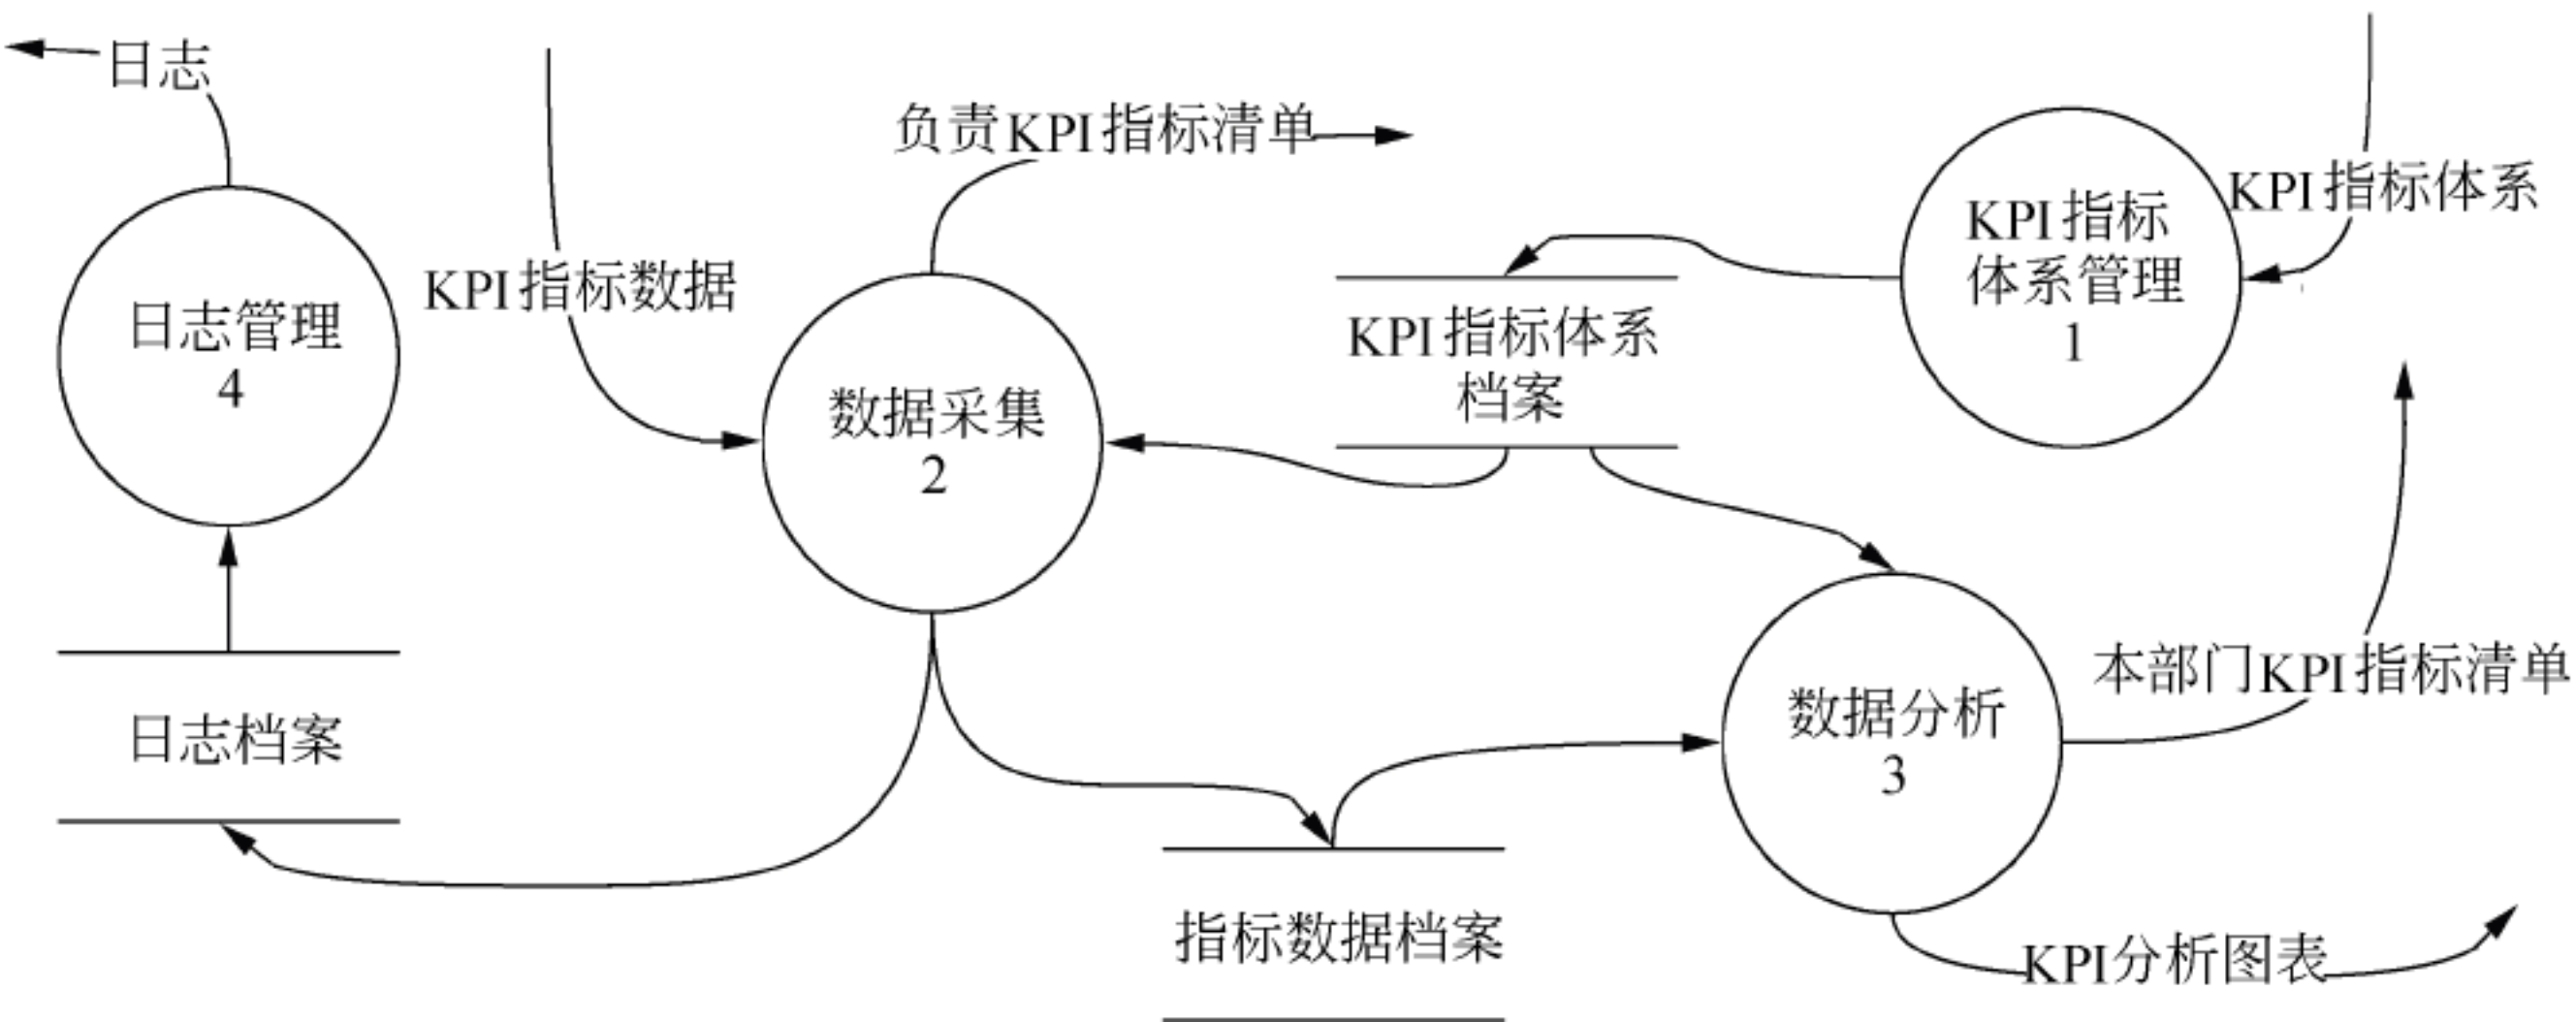 日志
负责KPI指标清单
KPI指标体系
KPI指标
体系管理
1
KPI指标数据
日志管理
4
KPI指标体系
档案
数据采集
2
本部门KPI指标清单
数据分析
3
日志档案
指标数据档案
KPI分析图表